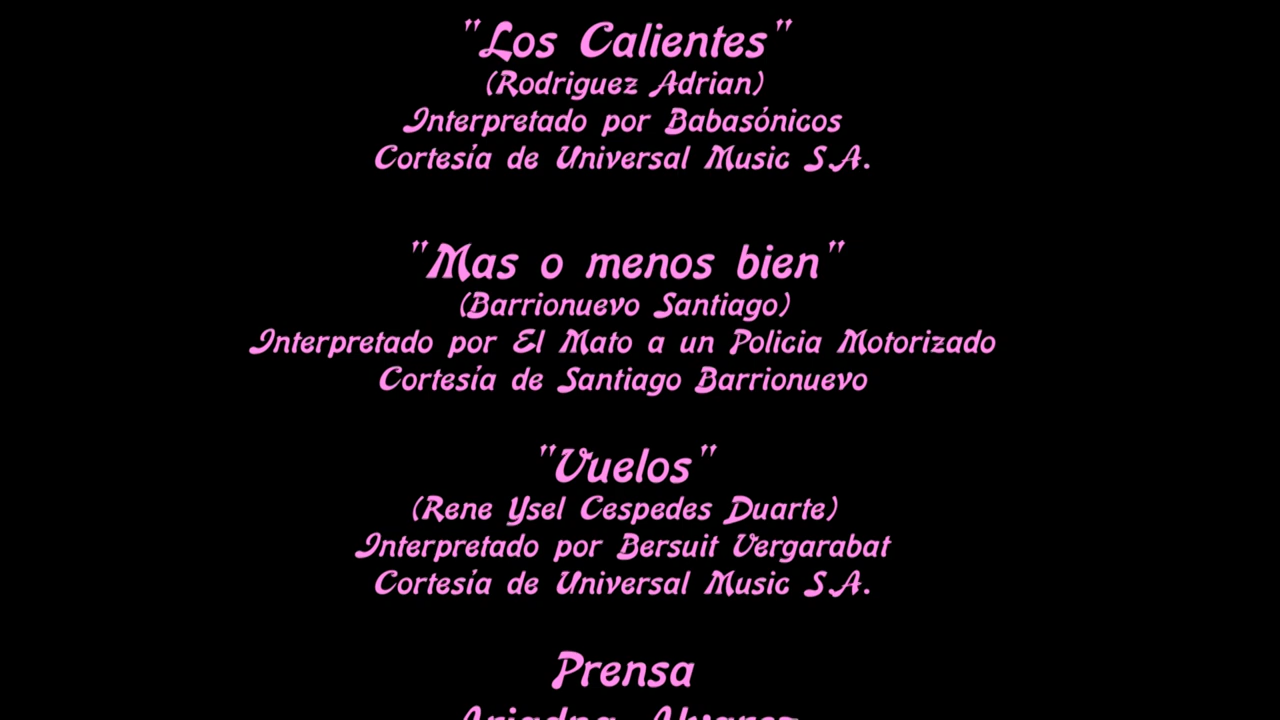 "Los Calientes"
(Rodriguez Adrian)
Interpretado por Babasónicos
Cortesía de Universal Music S.A.
"Mas o menos bien"
(Barrionuevo Santiago)
Interpretado por El Mato a un Policia Motorizado
Cortesía de Santiago Barrionuevo
"Vuelos"
(Rene Ysel Cespedes Duarte)
Interpretado por Bersuit Vergarabat
Cortesía de Universal Music S.A.
Prensa
Ariadna Alvarez